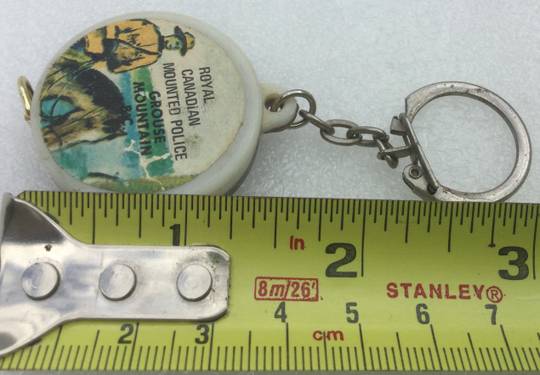 ROYAL
CANADIAN
MOUNTED POLICE
GROUSE
MOUNTAIN
B.C.
1 In 2 3
8m/26' STANLEY®
2 3 4 cm 5 6 7